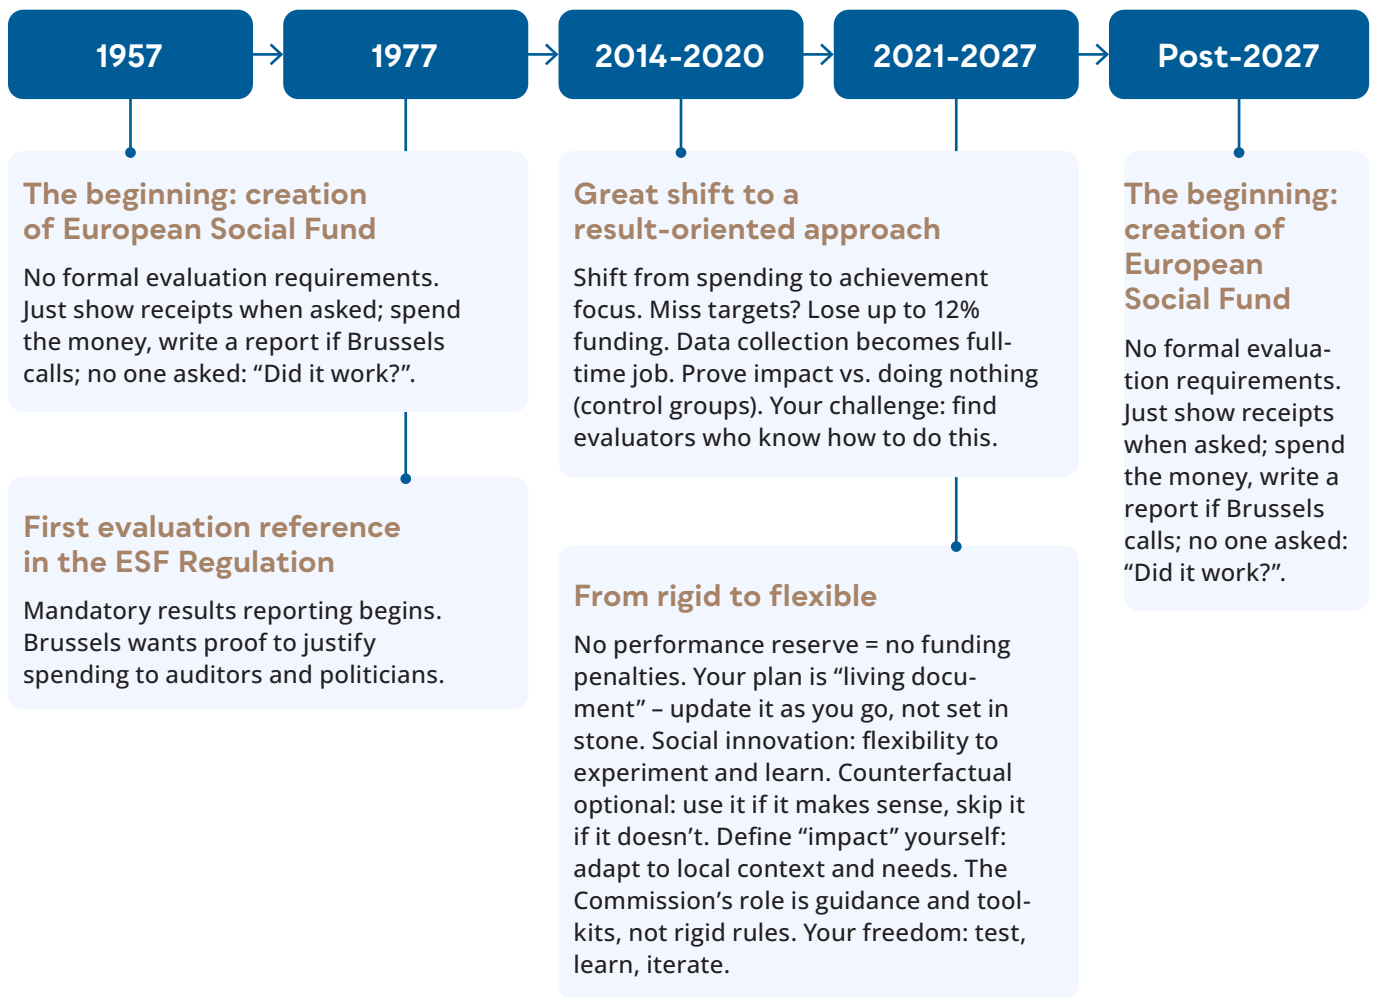 1957
1977
2014-2020
2021-2027
Post-2027
The beginning: creation
of European Social Fund
No formal evaluation requirements.
Just show receipts when asked; spend
the money, write a report if Brussels
calls; no one asked: “Did it work?”.
First evaluation reference
in the ESF Regulation
Mandatory results reporting begins.
Brussels wants proof to justify
spending to auditors and politicians.
Great shift to a
result-oriented approach
Shift from spending to achievement
focus. Miss targets? Lose up to 12%
funding. Data collection becomes full-
time job. Prove impact vs. doing nothing
(control groups). Your challenge: find
evaluators who know how to do this.
From rigid to flexible
No performance reserve = no funding
penalties. Your plan is “living docu-
ment” – update it as you go, not set in
stone. Social innovation: flexibility to
experiment and learn. Counterfactual
optional: use it if it makes sense, skip it
if it doesn’t. Define “impact” yourself:
adapt to local context and needs. The
Commission’s role is guidance and tool-
kits, not rigid rules. Your freedom: test,
learn, iterate.
The beginning:
creation of
European
Social Fund
No formal evalua-
tion requirements.
Just show receipts
when asked; spend
the money, write a
report if Brussels
calls; no one asked:
“Did it work?”.